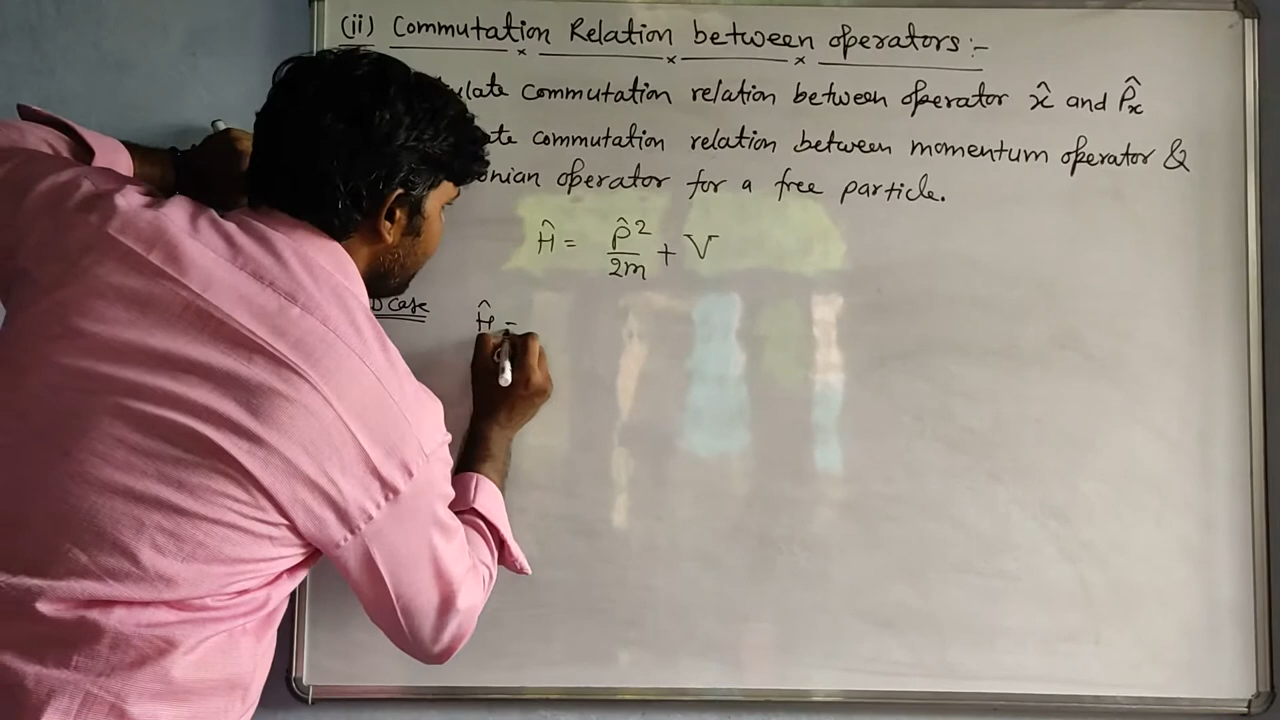 (ii) Commutation Relation between operators :-
commutation relation between operator x̂ and P̂ₓ
commutation relation between momentum operator &
operator for a free particle.
Ĥ = P̂²/2m + V
Case Ĥ =